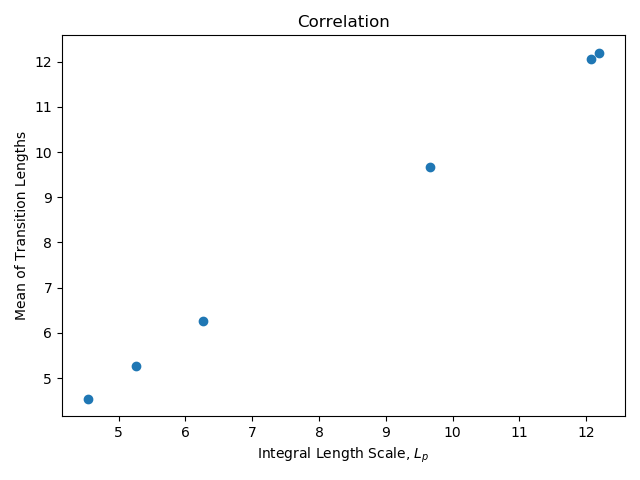 Correlation
Mean of Transition Lengths
12
11
10
9
8
7
6
5
5 6 7 8 9 10 11 12
Integral Length Scale, L_p